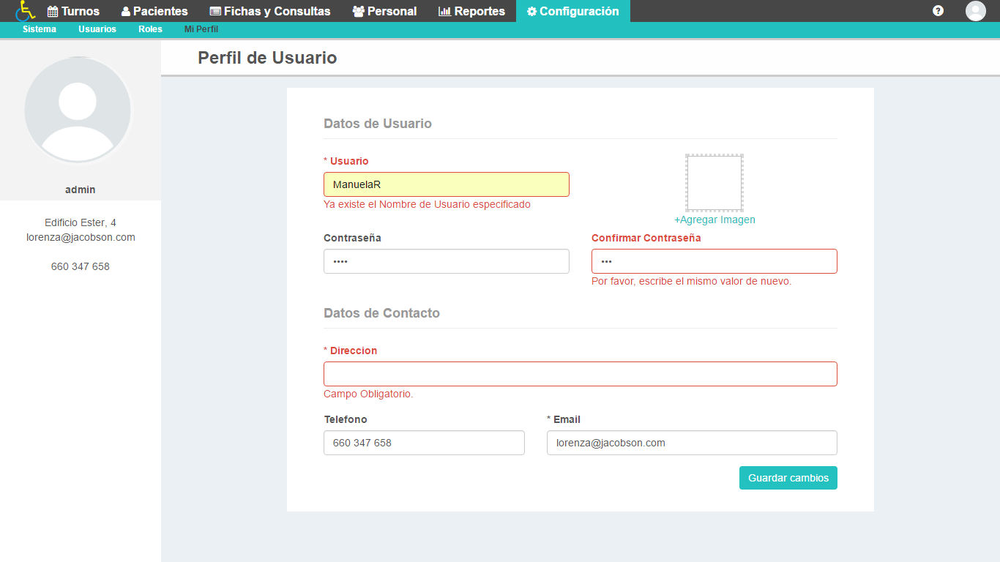 Turnos Pacientes Fichas y Consultas Personal Reportes Configuración
Sistema Usuarios Roles Mi Perfil
Perfil de Usuario
admin
Edificio Ester, 4
lorenza@jacobson.com
660 347 658
Datos de Usuario
* Usuario
ManuelaR
Ya existe el Nombre de Usuario especificado
+Agregar Imagen
Contraseña
••••
Confirmar Contraseña
•••
Por favor, escribe el mismo valor de nuevo.
Datos de Contacto
* Direccion
Campo Obligatorio.
Telefono
660 347 658
* Email
lorenza@jacobson.com
Guardar cambios